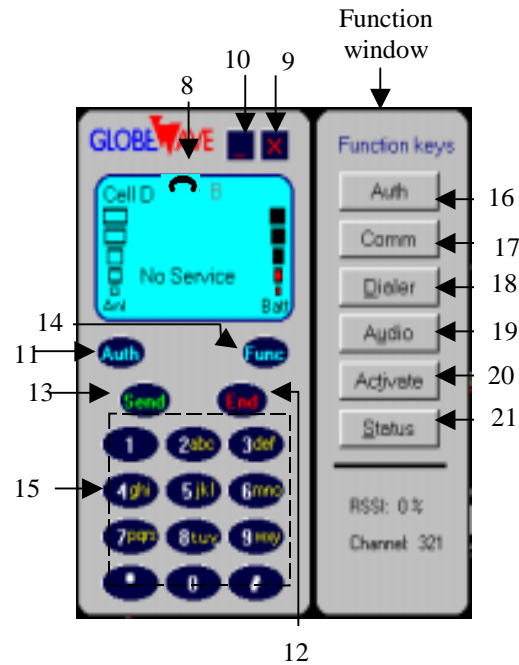 Function
window
10 9
8
GLOBEWAVE
Function keys
Cell D B
No Service
Ant Batt
Auth 16
Comm 17
Dialer 18
Audio 19
Activate 20
Status 21
14
11 Auth Func
13 Send End
1 2abc 3def
15 4ghi 5jkl 6mno
7pqrs 8tuv 9wxy
* 0 #
RSSI: 0 %
Channel: 321
12